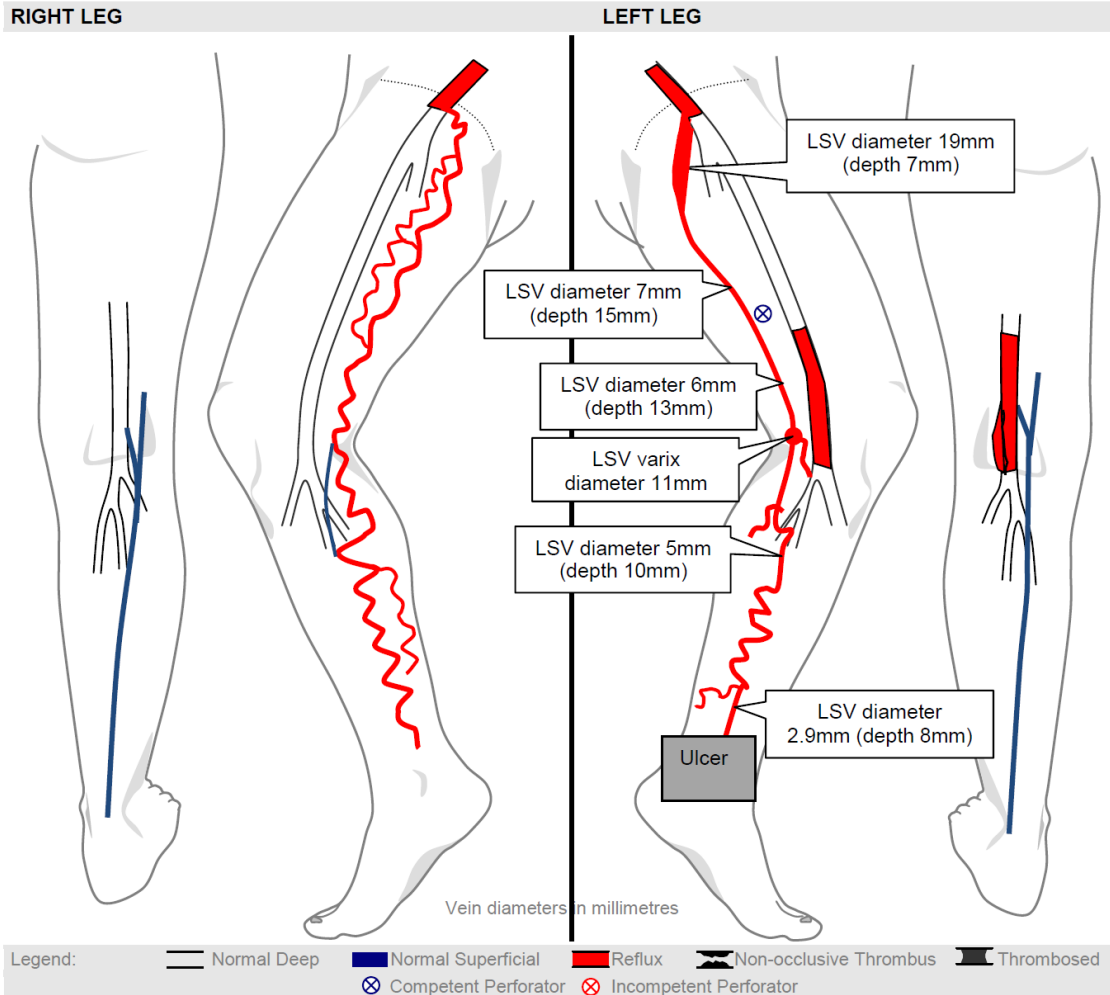 RIGHT LEG
LEFT LEG
LSV diameter 19mm
(depth 7mm)
LSV diameter 7mm
(depth 15mm)
LSV diameter 6mm
(depth 13mm)
LSV varix
diameter 11mm
LSV diameter 5mm
(depth 10mm)
LSV diameter
2.9mm (depth 8mm)
Ulcer
Vein diameters in millimetres
Legend: Normal Deep Normal Superficial Reflux Non-occlusive Thrombus Thrombosed
Competent Perforator Incompetent Perforator